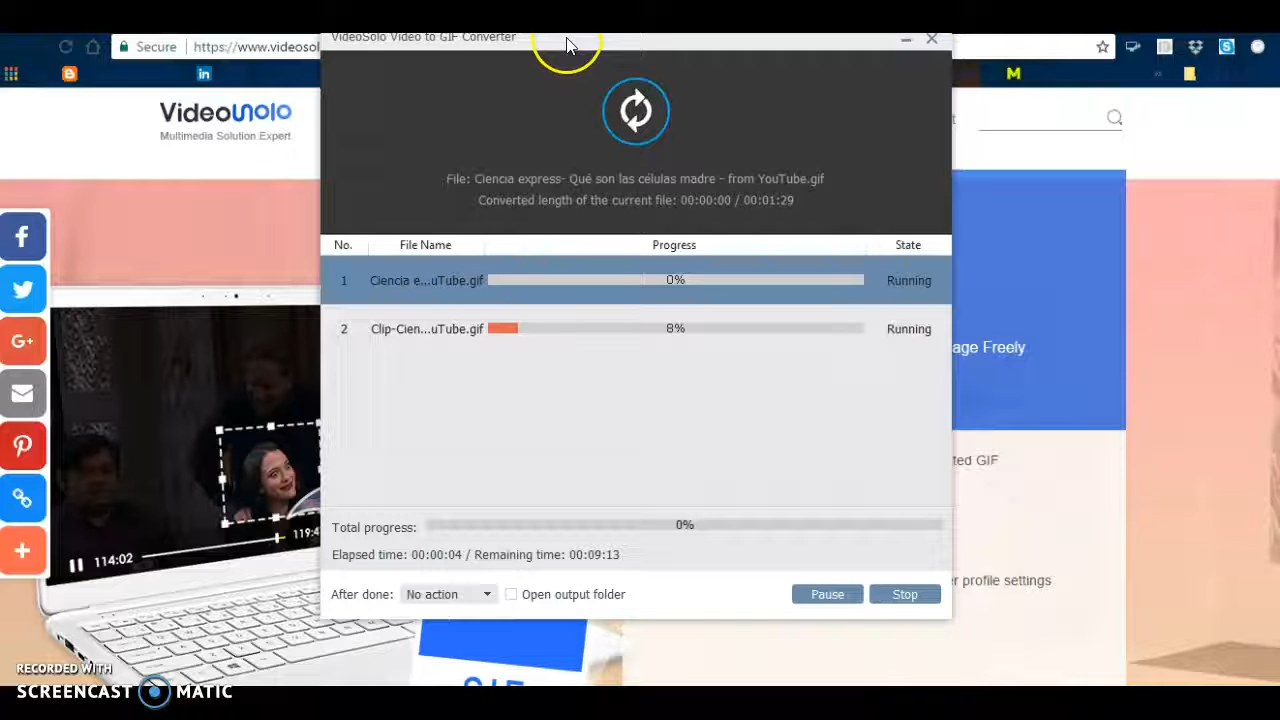 VideoSolo Video to GIF Converter
Secure
https://www.videosol
in
M
VideoSolo
Multimedia Solution Expert
t
File: Ciencia express- Qué son las células madre - from YouTube.gif
Converted length of the current file: 00:00:00 / 00:01:29
No. File Name Progress State
1 Ciencia e...uTube.gif 0% Running
2 Clip-Cien...uTube.gif 8% Running
age Freely
ted GIF
114:02
119:4
Total progress: 0%
Elapsed time: 00:00:04 / Remaining time: 00:09:13
r profile settings
After done: No action Open output folder Pause Stop
RECORDED WITH
SCREENCAST MATIC